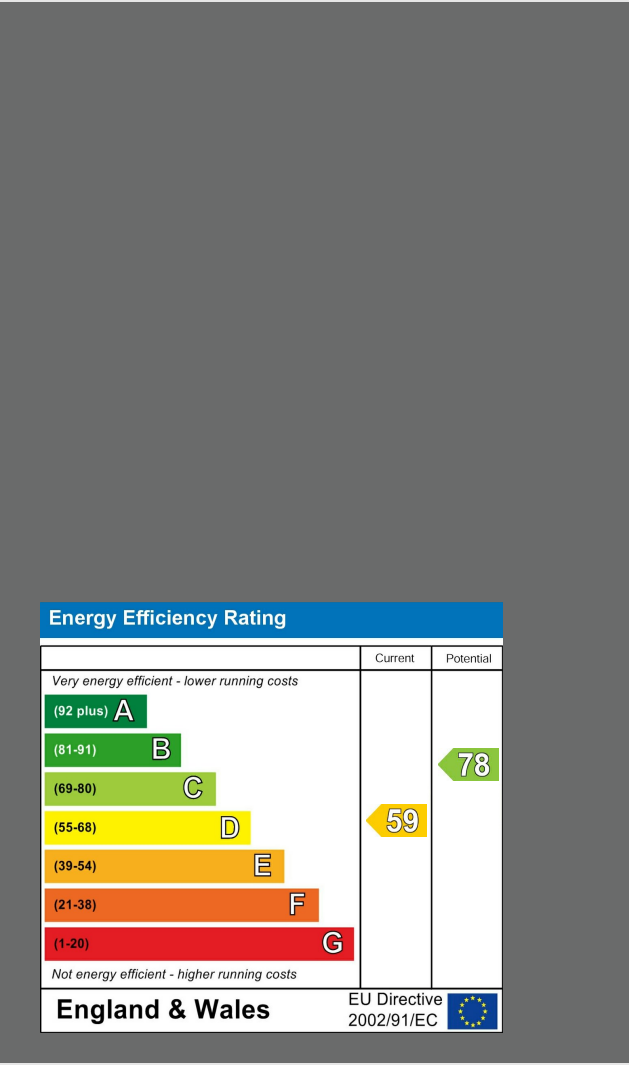 Energy Efficiency Rating
Current Potential
Very energy efficient - lower running costs
(92 plus) A
(81-91) B
78
(69-80) C
59
(55-68) D
(39-54) E
(21-38) F
(1-20) G
Not energy efficient - higher running costs
England & Wales
EU Directive
2002/91/EC